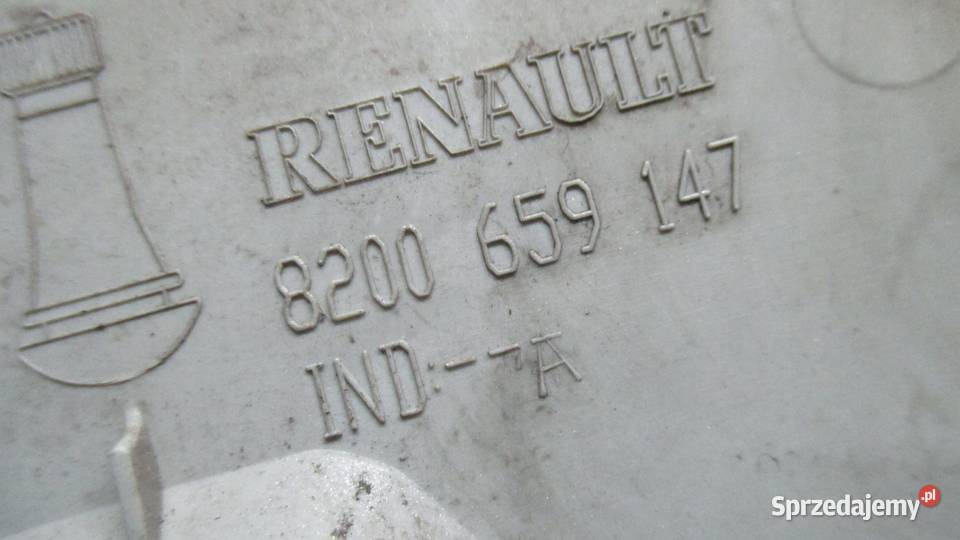 RENAULT
8200 659 147
IND:--A
Sprzedajemy.pl